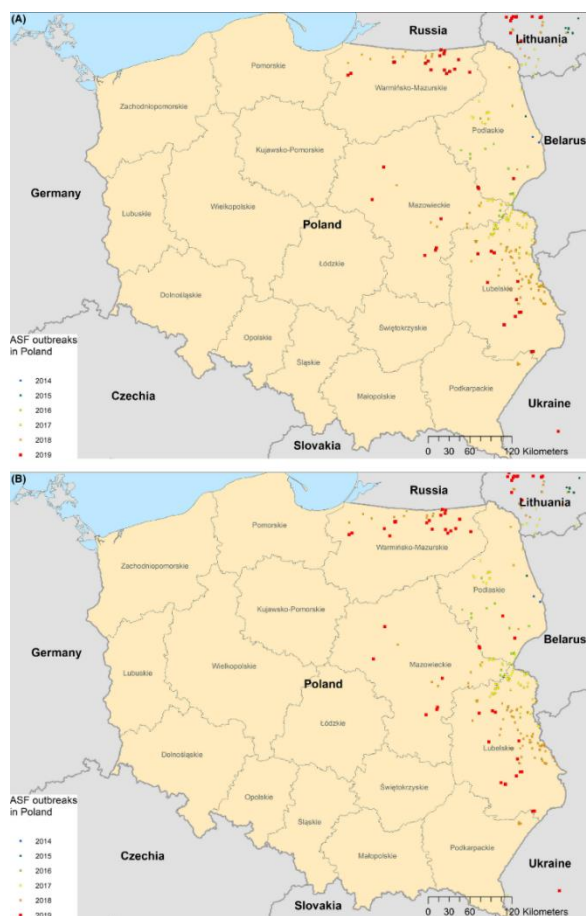 (A)
Russia
Lithuania
Pomorskie
Warmińsko-Mazurskie
Zachodniopomorskie
Podlaskie
Belarus
Kujawsko-Pomorskie
Germany
Lubuskie
Wielkopolskie
Mazowieckie
Poland
Łódzkie
Lubelskie
Dolnośląskie
Świętokrzyskie
Opolskie
Śląskie
ASF outbreaks
in Poland
2014
2015
2016
2017
2018
2019
Czechia
Małopolskie
Podkarpackie
Ukraine
Slovakia
0 30 60 120 Kilometers
(B)
Russia
Lithuania
Pomorskie
Warmińsko-Mazurskie
Zachodniopomorskie
Podlaskie
Kujawsko-Pomorskie
Belarus
Germany
Lubuskie
Wielkopolskie
Mazowieckie
Poland
Łódzkie
Lubelskie
Dolnośląskie
Świętokrzyskie
Opolskie
Śląskie
ASF outbreaks
in Poland
2014
2015
2016
2017
2018
2019
Czechia
Małopolskie
Podkarpackie
Ukraine
Slovakia
0 30 60 120 Kilometers